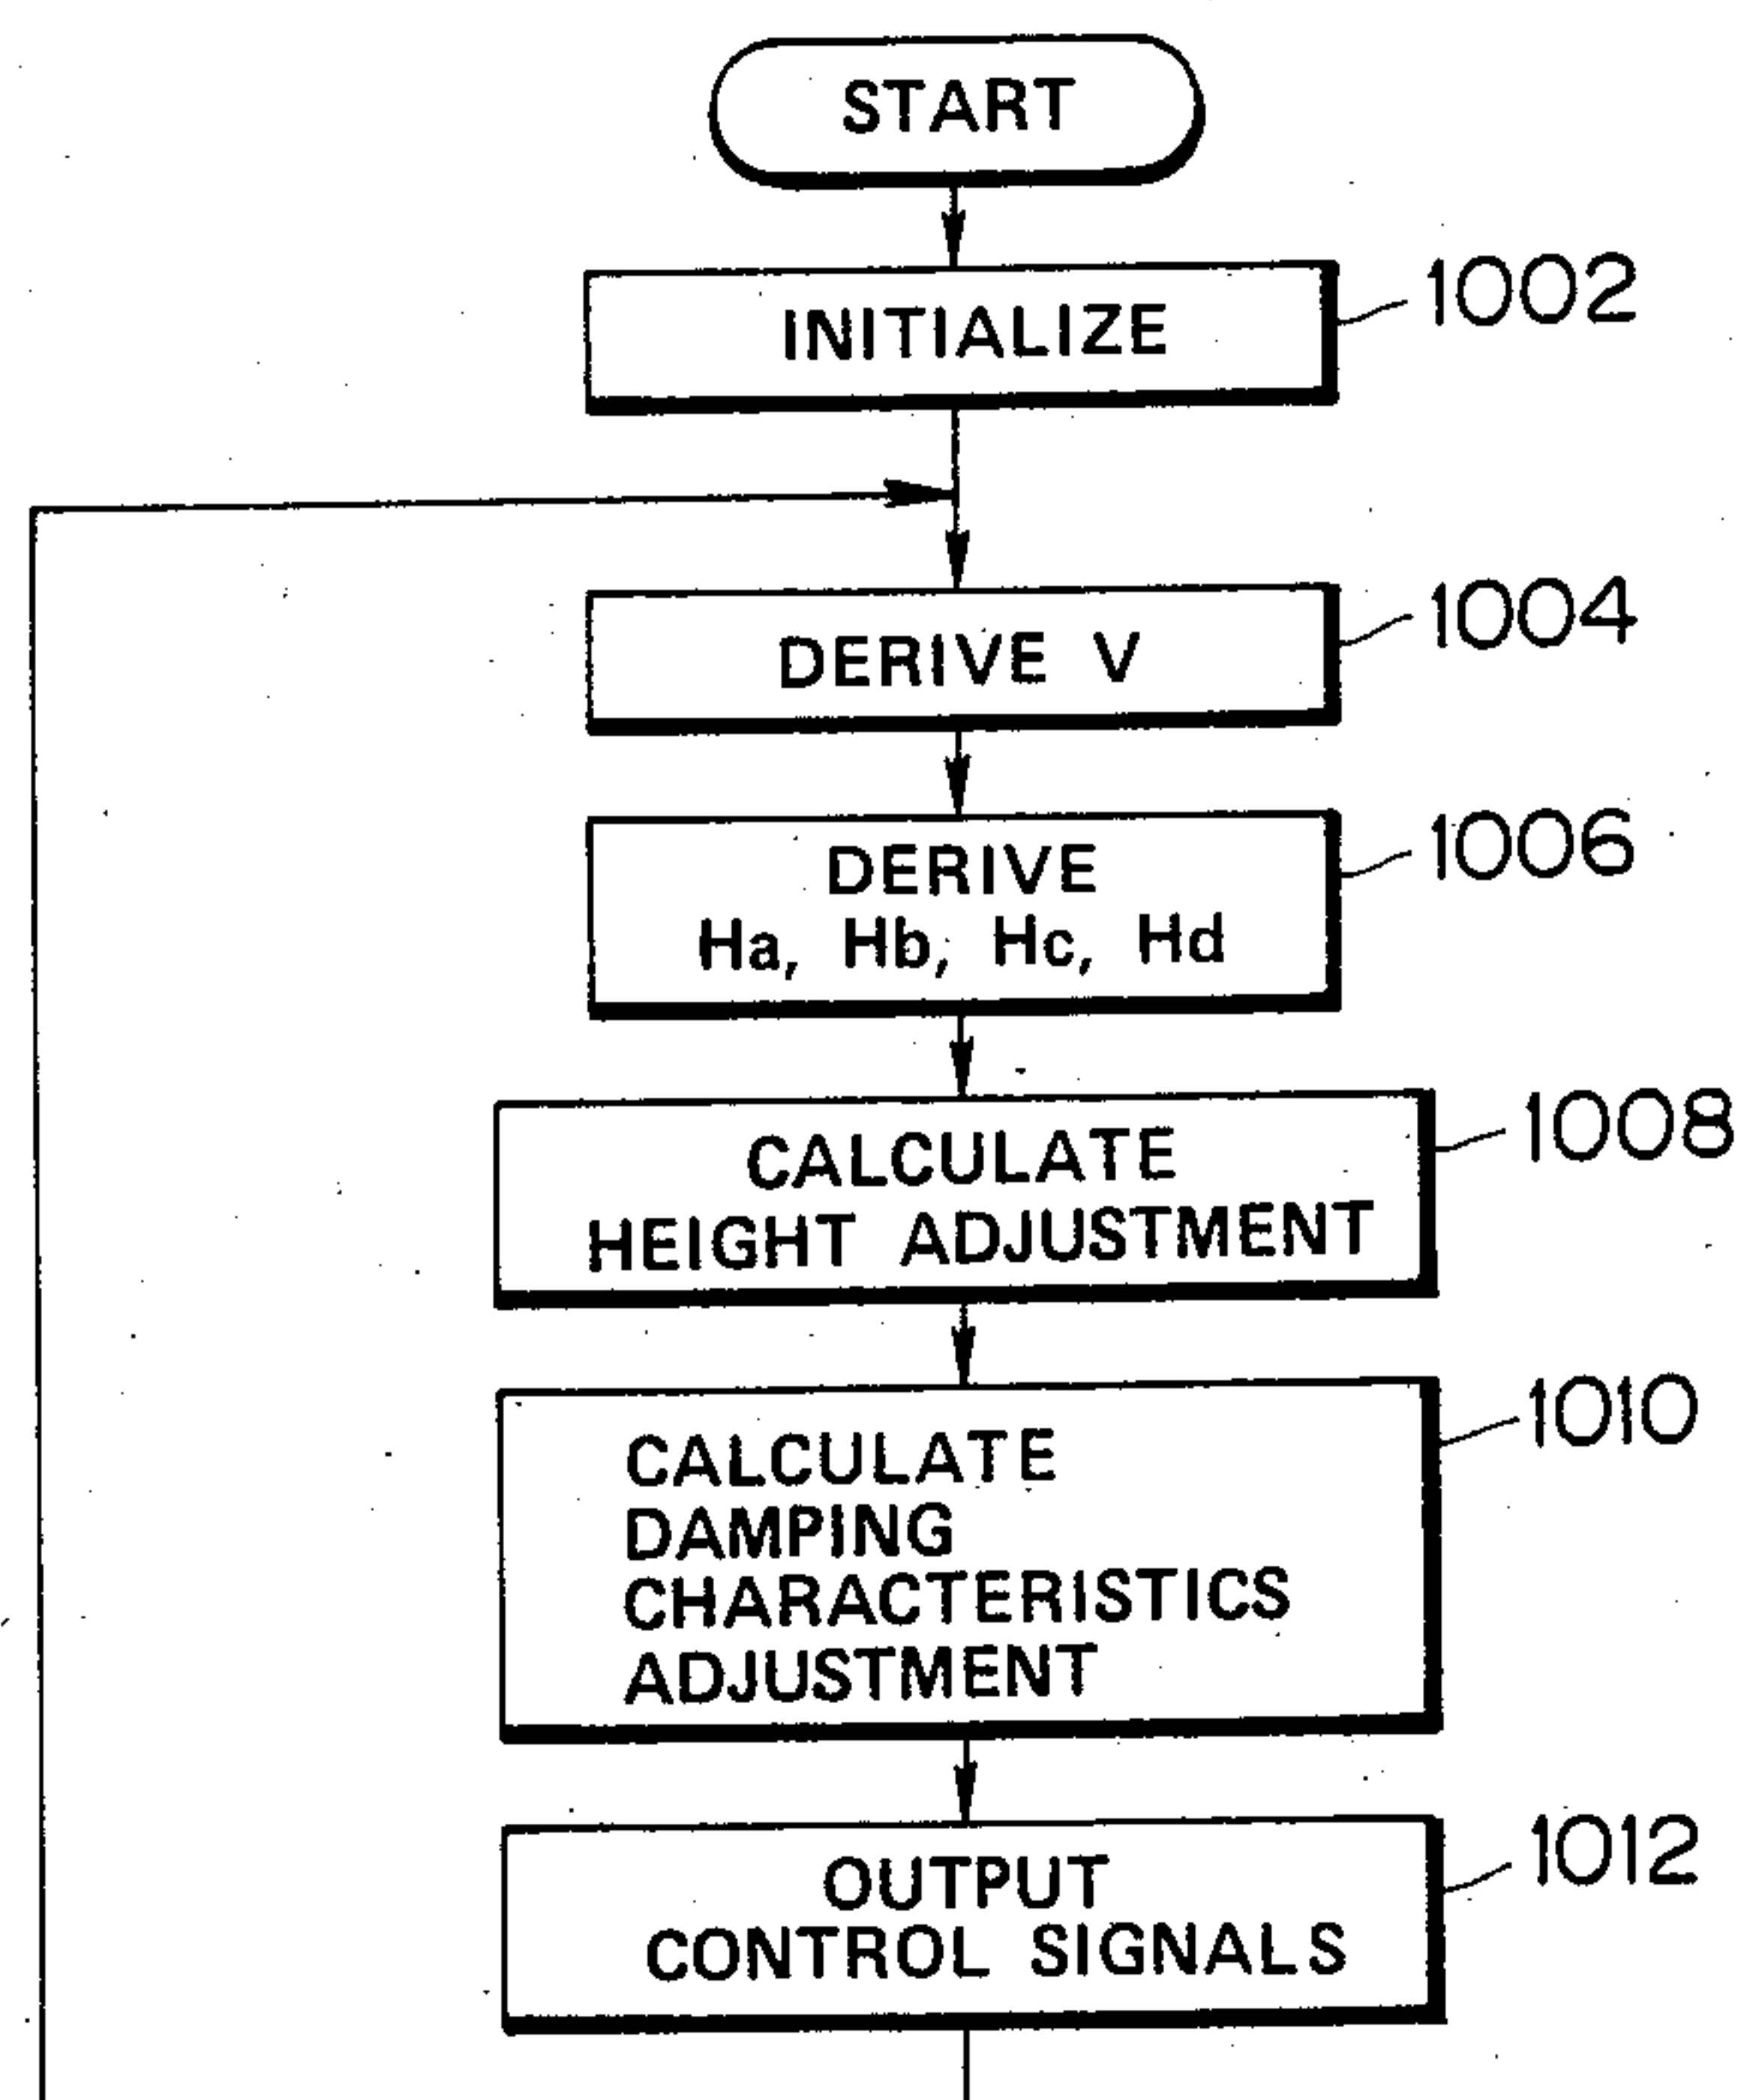 START
INITIALIZE
1002
DERIVE V
1004
DERIVE
Ha, Hb, Hc, Hd
1006
CALCULATE
HEIGHT ADJUSTMENT
1008
CALCULATE
DAMPING
CHARACTERISTICS
ADJUSTMENT
1010
OUTPUT
CONTROL SIGNALS
1012